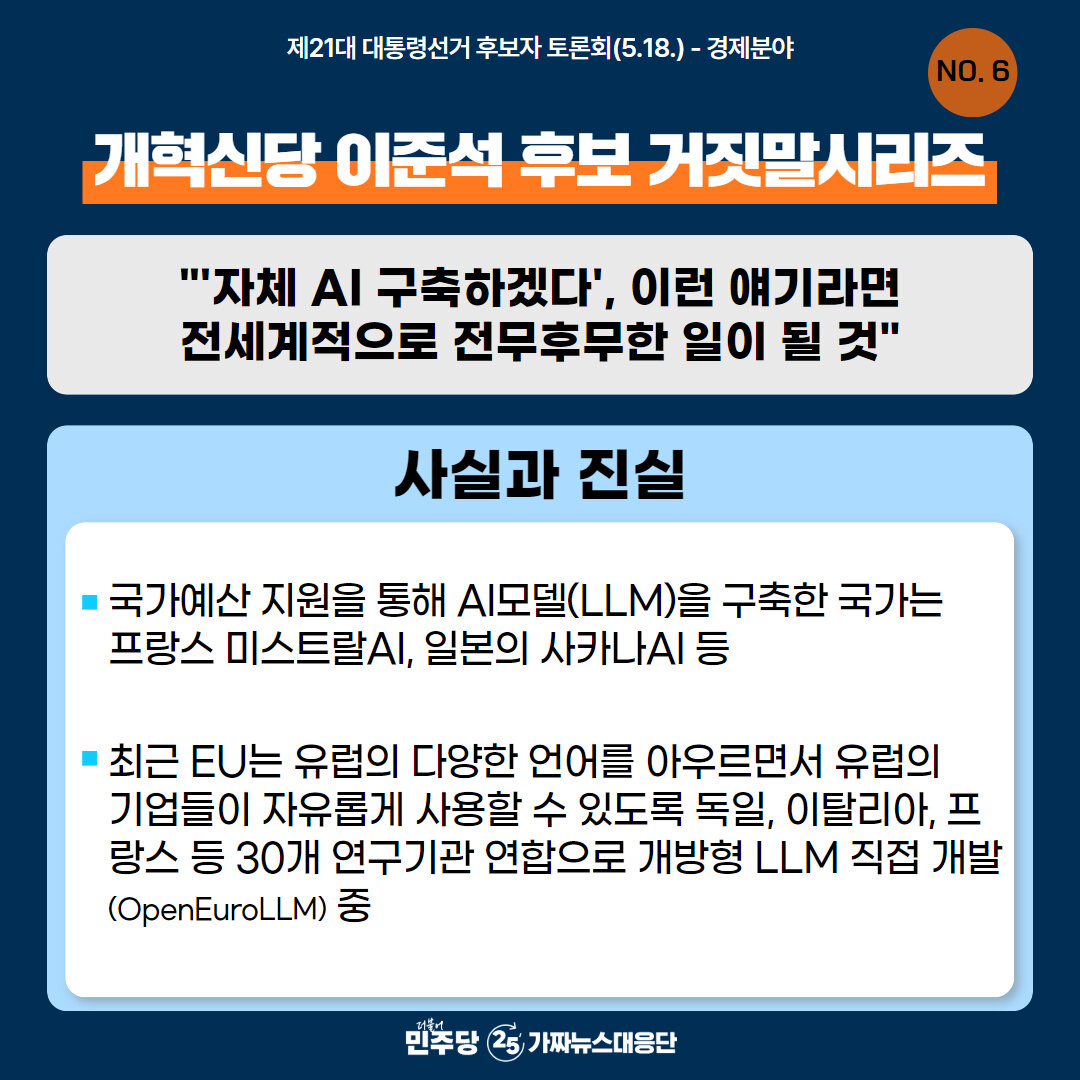 제21대 대통령선거 후보자 토론회(5.18.) - 경제분야
NO. 6
개혁신당 이준석 후보 거짓말시리즈
"'자체 AI 구축하겠다', 이런 얘기라면
전세계적으로 전무후무한 일이 될 것"
사실과 진실
국가예산 지원을 통해 AI모델(LLM)을 구축한 국가는
프랑스 미스트랄AI, 일본의 사카나AI 등
최근 EU는 유럽의 다양한 언어를 아우르면서 유럽의
기업들이 자유롭게 사용할 수 있도록 독일, 이탈리아, 프
랑스 등 30개 연구기관 연합으로 개방형 LLM 직접 개발
(OpenEuroLLM) 중
더불어
민주당 25 가짜뉴스대응단